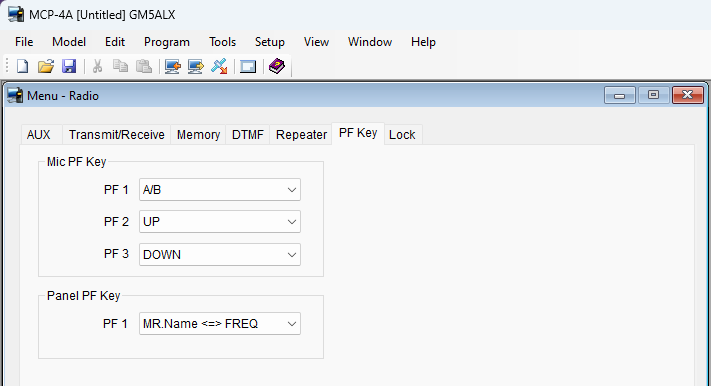 MCP-4A [Untitled] GM5ALX
File Model Edit Program Tools Setup View Window Help
Menu - Radio
AUX Transmit/Receive Memory DTMF Repeater PF Key Lock
Mic PF Key
PF 1 A/B
PF 2 UP
PF 3 DOWN
Panel PF Key
PF 1 MR.Name <=> FREQ